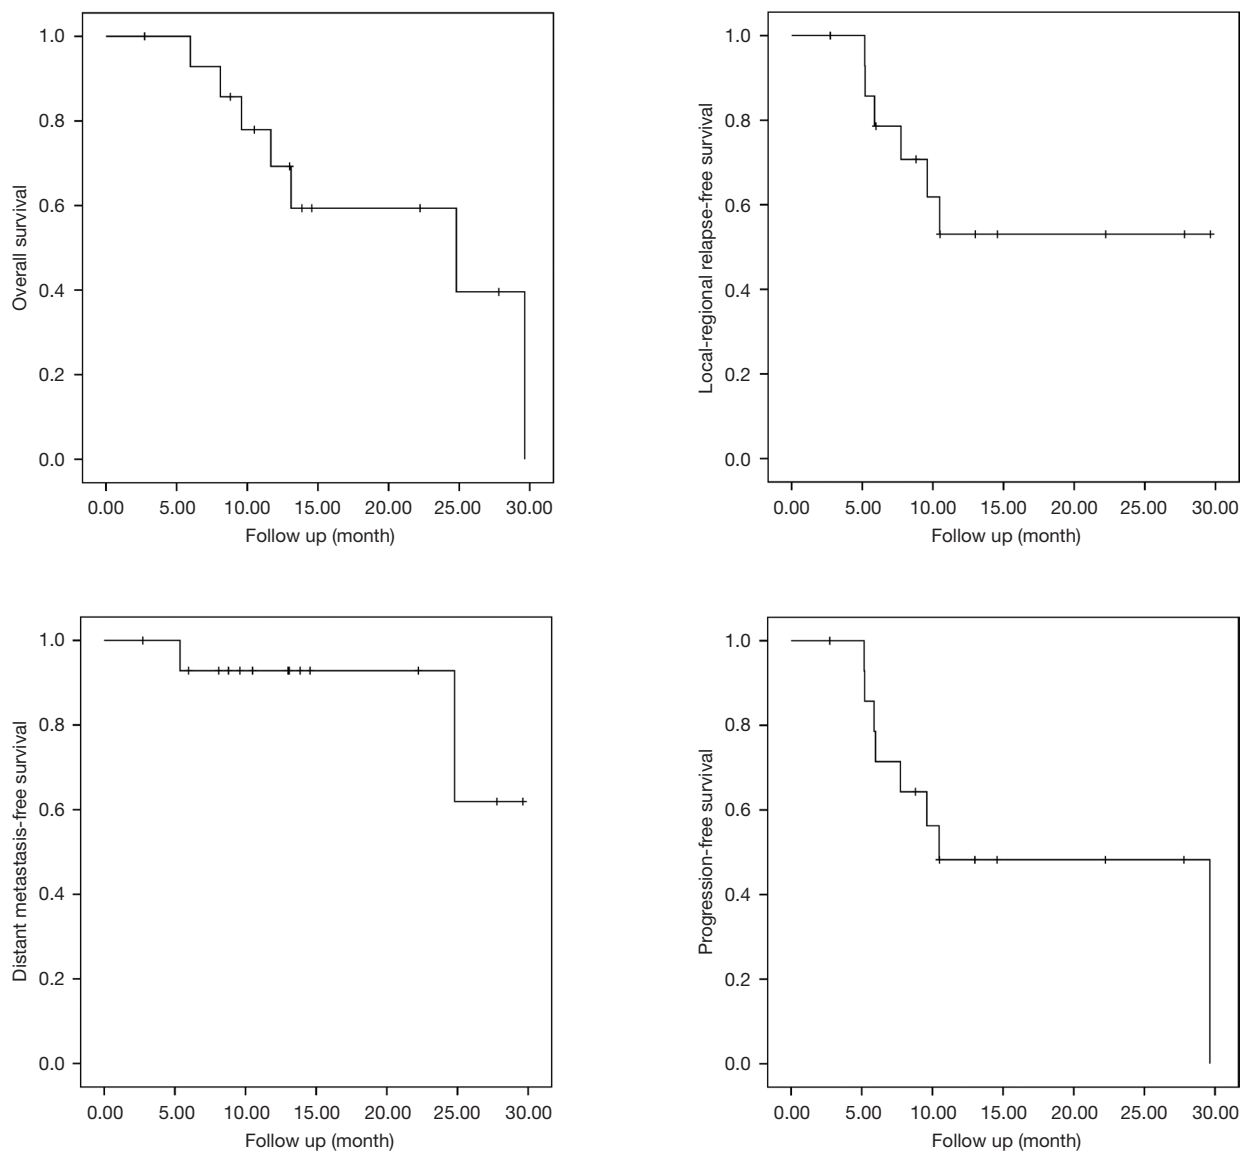 Overall survival
1.0
0.8
0.6
0.4
0.2
0.0
0.00 5.00 10.00 15.00 20.00 25.00 30.00
Follow up (month)
Local-regional relapse-free survival
1.0
0.8
0.6
0.4
0.2
0.0
0.00 5.00 10.00 15.00 20.00 25.00 30.00
Follow up (month)
Distant metastasis-free survival
1.0
0.8
0.6
0.4
0.2
0.0
0.00 5.00 10.00 15.00 20.00 25.00 30.00
Follow up (month)
Progression-free survival
1.0
0.8
0.6
0.4
0.2
0.0
0.00 5.00 10.00 15.00 20.00 25.00 30.00
Follow up (month)